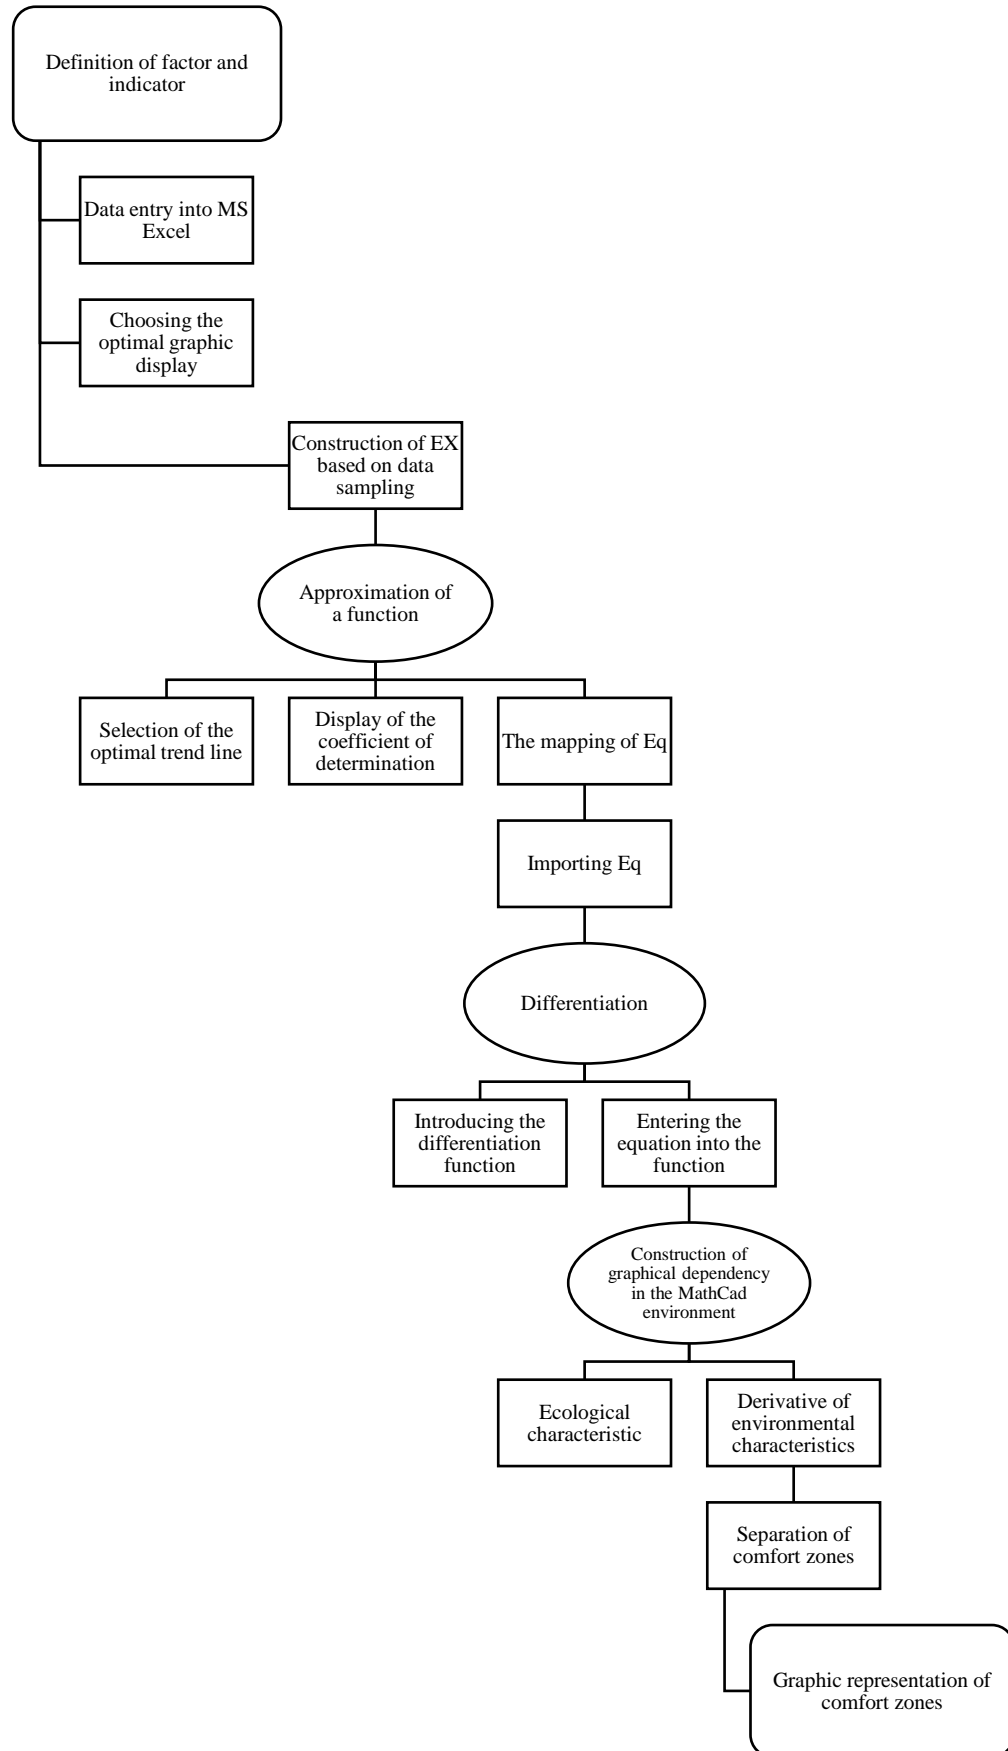 Definition of factor and
indicator
Data entry into MS
Excel
Choosing the
optimal graphic
display
Construction of EX
based on data
sampling
Approximation of
a function
Selection of the
optimal trend line
Display of the
coefficient of
determination
The mapping of Eq
Importing Eq
Differentiation
Introducing the
differentiation
function
Entering the
equation into the
function
Construction of
graphical dependency
in the MathCad
environment
Ecological
characteristic
Derivative of
environmental
characteristics
Separation of
comfort zones
Graphic representation of
comfort zones